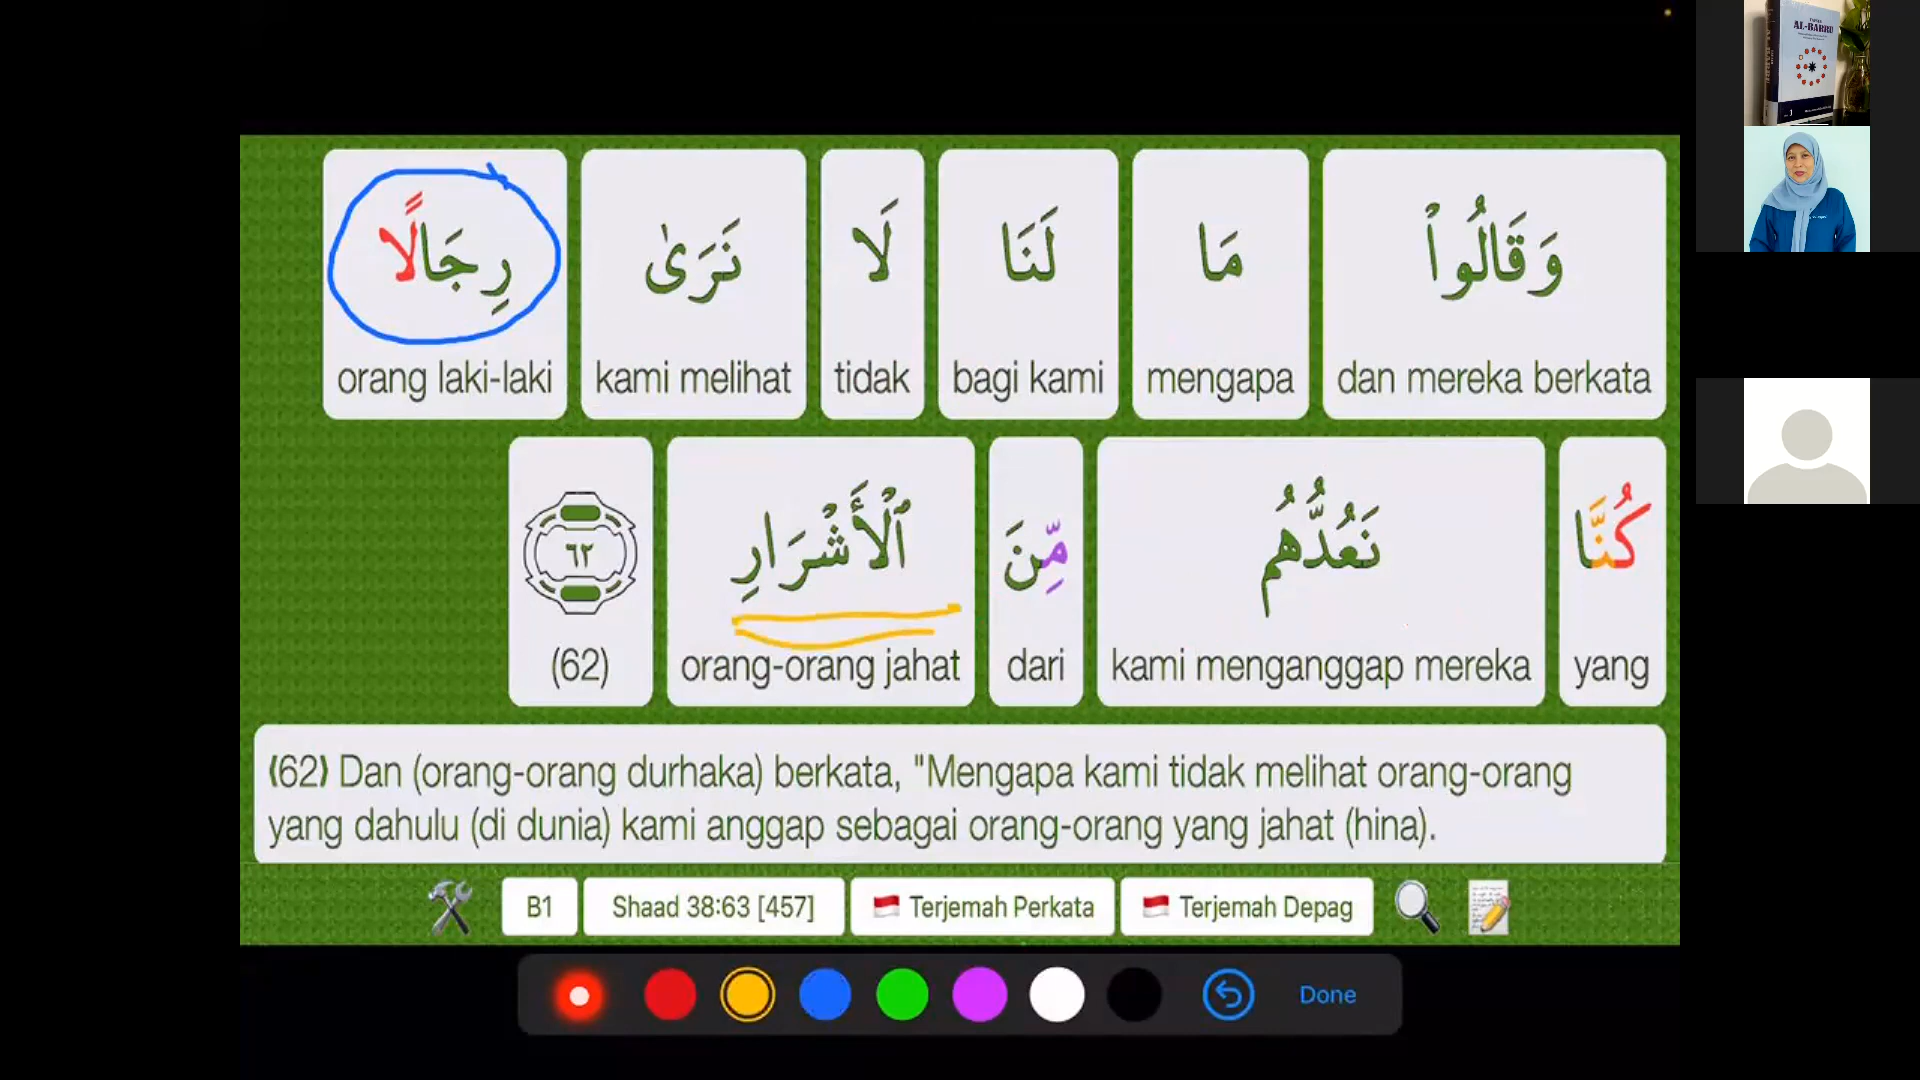 وَقَالُوا۟ مَا لَنَا لَا نَرَىٰ رِجَالًا
dan mereka berkata mengapa bagi kami tidak kami melihat orang laki-laki
كُنَّا نَعُدُّهُم مِّنَ ٱلْأَشْرَارِ ٦٢
yang kami menganggap mereka dari orang-orang jahat (62)
(62) Dan (orang-orang durhaka) berkata, "Mengapa kami tidak melihat orang-orang
yang dahulu (di dunia) kami anggap sebagai orang-orang yang jahat (hina).
B1 Shaad 38:63 [457] Terjemah Perkata Terjemah Depag
Done
AL-BARRU